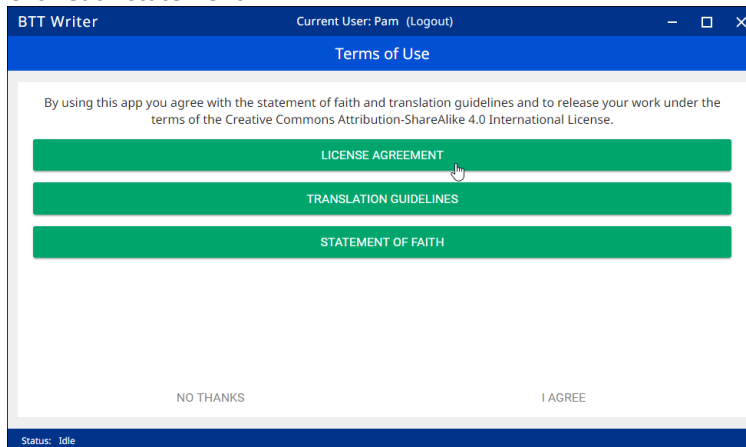 BTT Writer Current User: Pam (Logout)
Terms of Use
By using this app you agree with the statement of faith and translation guidelines and to release your work under the
terms of the Creative Commons Attribution-ShareAlike 4.0 International License.
LICENSE AGREEMENT
TRANSLATION GUIDELINES
STATEMENT OF FAITH
NO THANKS I AGREE
Status: Idle